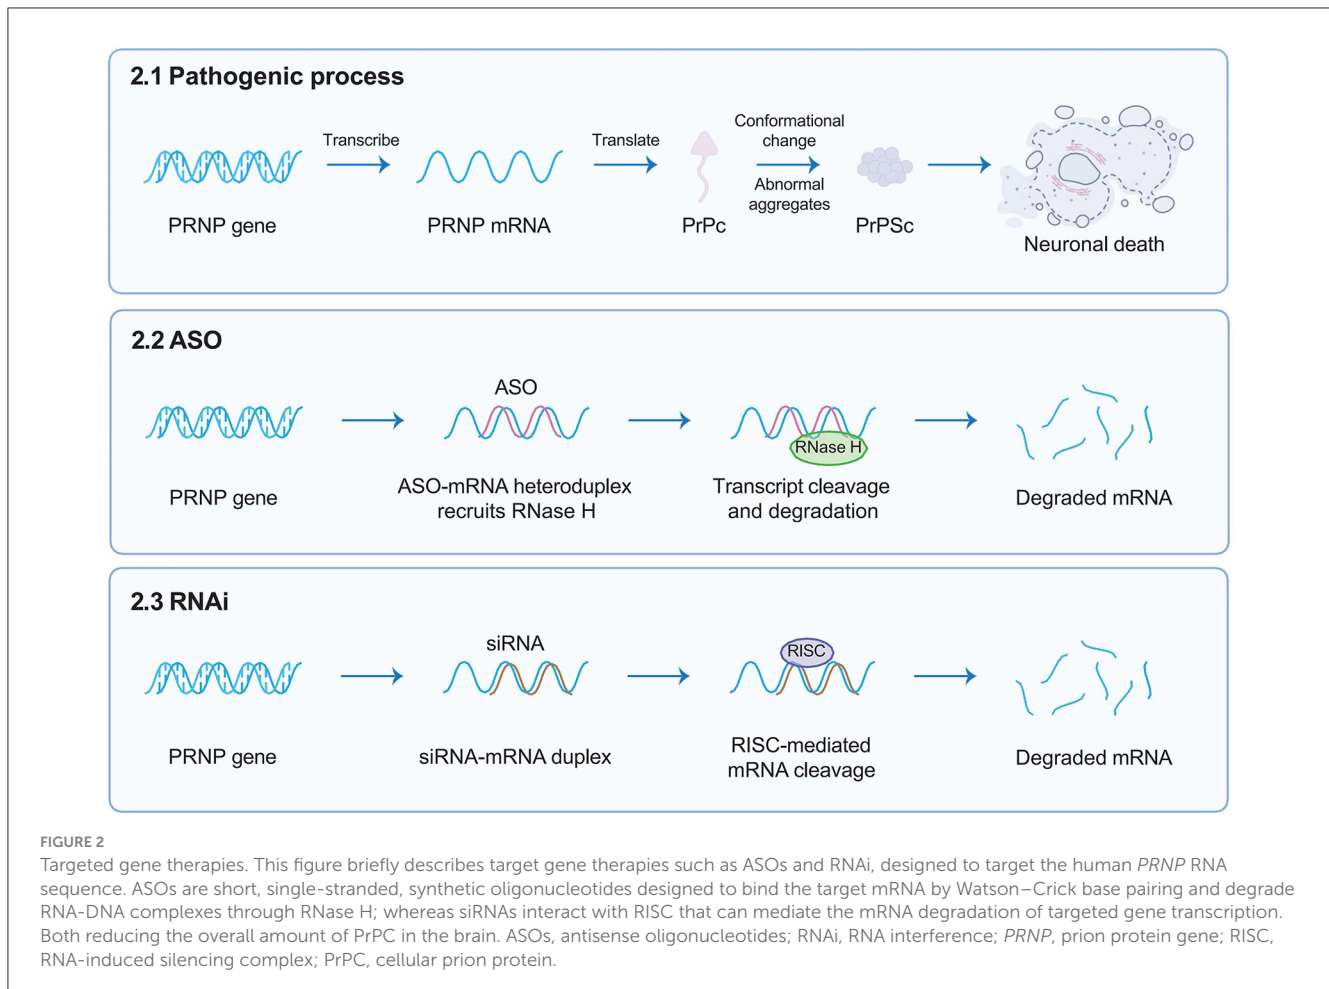 2.1 Pathogenic process
Transcribe
Translate
Conformational
change
Abnormal
aggregates
PRNP gene
PRNP mRNA
PrPc
PrPSc
Neuronal death
2.2 ASO
ASO
RNase H
PRNP gene
ASO-mRNA heteroduplex
recruits RNase H
Transcript cleavage
and degradation
Degraded mRNA
2.3 RNAi
siRNA
RISC
PRNP gene
siRNA-mRNA duplex
RISC-mediated
mRNA cleavage
Degraded mRNA
FIGURE 2
Targeted gene therapies. This figure briefly describes target gene therapies such as ASOs and RNAi, designed to target the human PRNP RNA
sequence. ASOs are short, single-stranded, synthetic oligonucleotides designed to bind the target mRNA by Watson–Crick base pairing and degrade
RNA-DNA complexes through RNase H; whereas siRNAs interact with RISC that can mediate the mRNA degradation of targeted gene transcription.
Both reducing the overall amount of PrPC in the brain. ASOs, antisense oligonucleotides; RNAi, RNA interference; PRNP, prion protein gene; RISC,
RNA-induced silencing complex; PrPC, cellular prion protein.